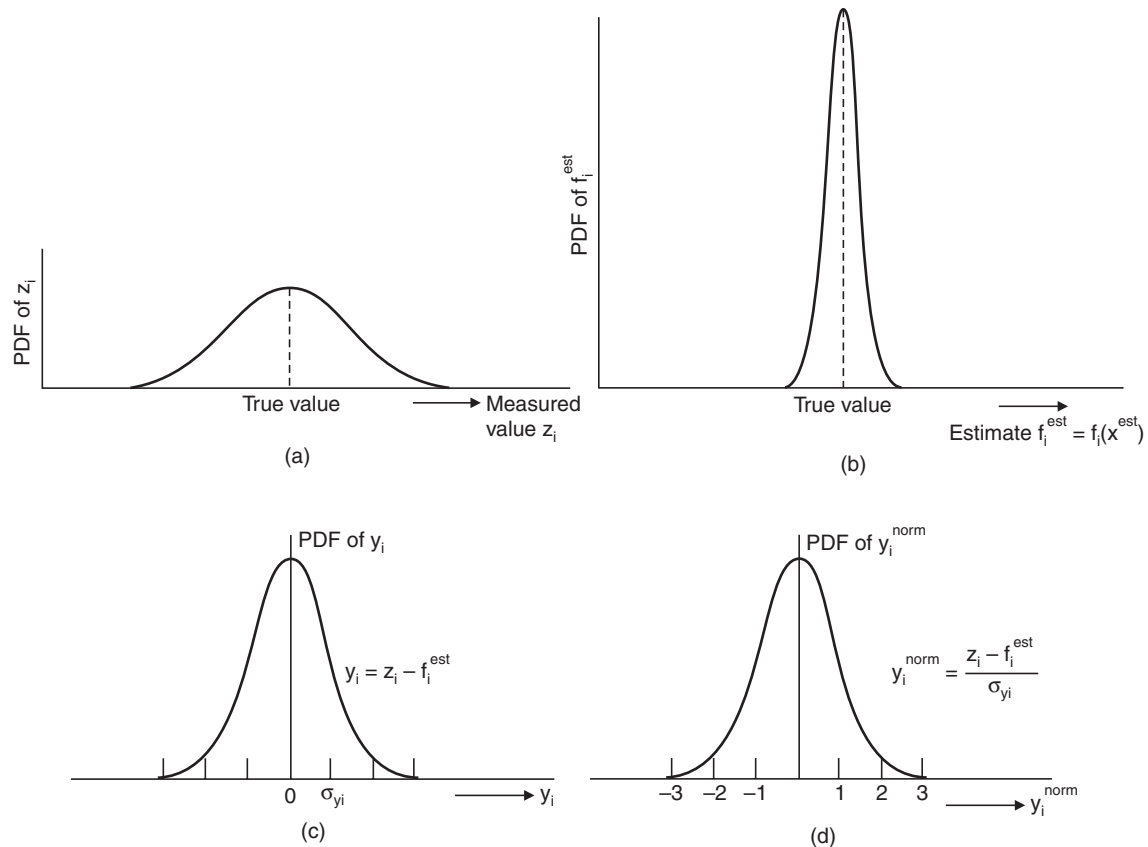 PDF of z_i
True value
Measured
value z_i
(a)
PDF of f_i^est
True value
Estimate f_i^est = f_i(x^est)
(b)
PDF of y_i
y_i = z_i – f_i^est
0 σ_yi
y_i
(c)
PDF of y_i^norm
y_i^norm = (z_i – f_i^est) / σ_yi
–3 –2 –1 1 2 3
y_i^norm
(d)